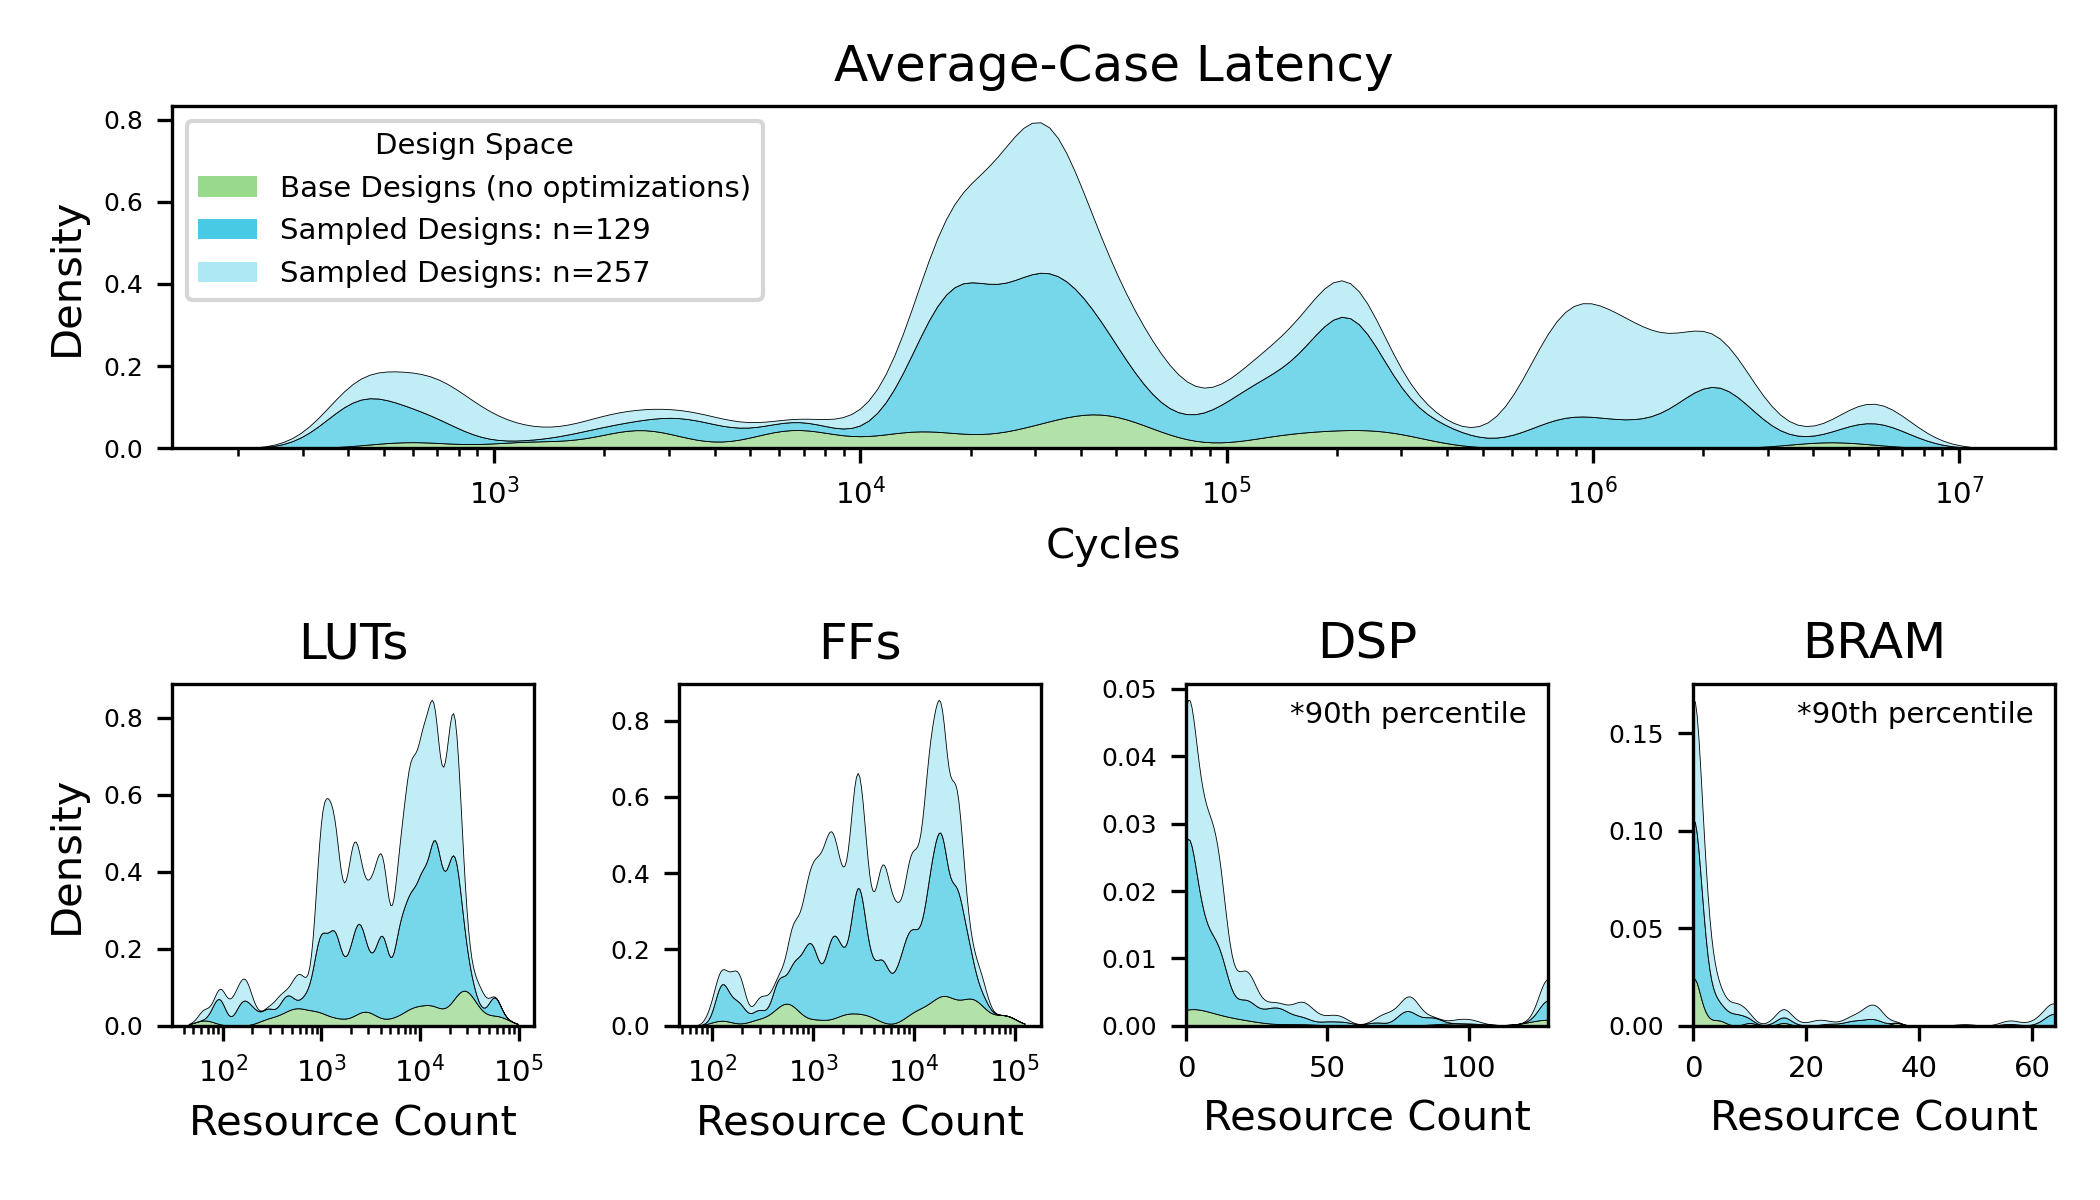 Average-Case Latency
Density
0.8
0.6
0.4
0.2
0.0
Design Space
Base Designs (no optimizations)
Sampled Designs: n=129
Sampled Designs: n=257
10³ 10⁴ 10⁵ 10⁶ 10⁷
Cycles
LUTs
Density
0.8
0.6
0.4
0.2
0.0
10² 10³ 10⁴ 10⁵
Resource Count
FFs
0.8
0.6
0.4
0.2
0.0
10² 10³ 10⁴ 10⁵
Resource Count
DSP
*90th percentile
0.05
0.04
0.03
0.02
0.01
0.00
0 50 100
Resource Count
BRAM
*90th percentile
0.15
0.10
0.05
0.00
0 20 40 60
Resource Count